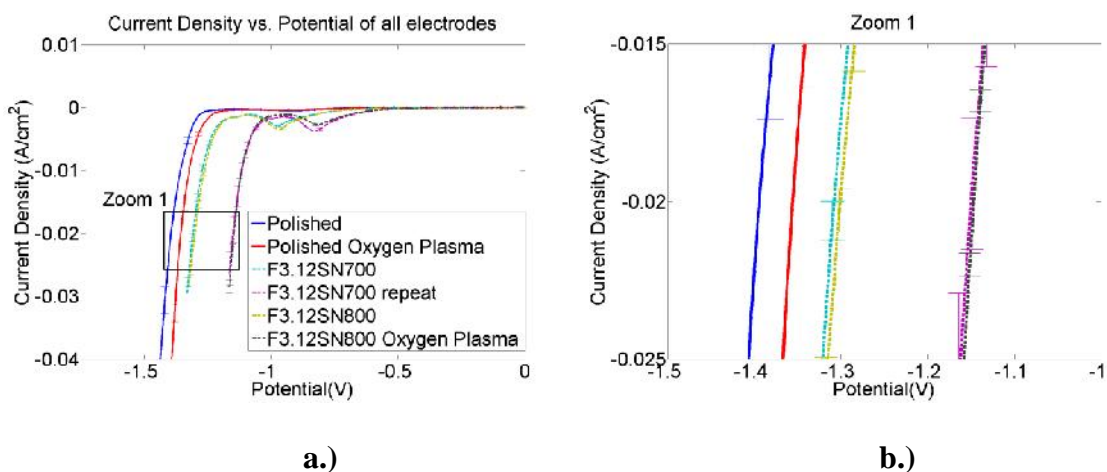 Current Density vs. Potential of all electrodes
0.01
0
-0.01
-0.02
-0.03
-0.04
Current Density (A/cm²)
Zoom 1
Polished
Polished Oxygen Plasma
F3.12SN700
F3.12SN700 repeat
F3.12SN800
F3.12SN800 Oxygen Plasma
-1.5
-1
-0.5
0
Potential(V)
a.)
Zoom 1
-0.015
-0.02
-0.025
Current Density (A/cm²)
-1.5
-1.4
-1.3
-1.2
-1.1
-1
Potential(V)
b.)